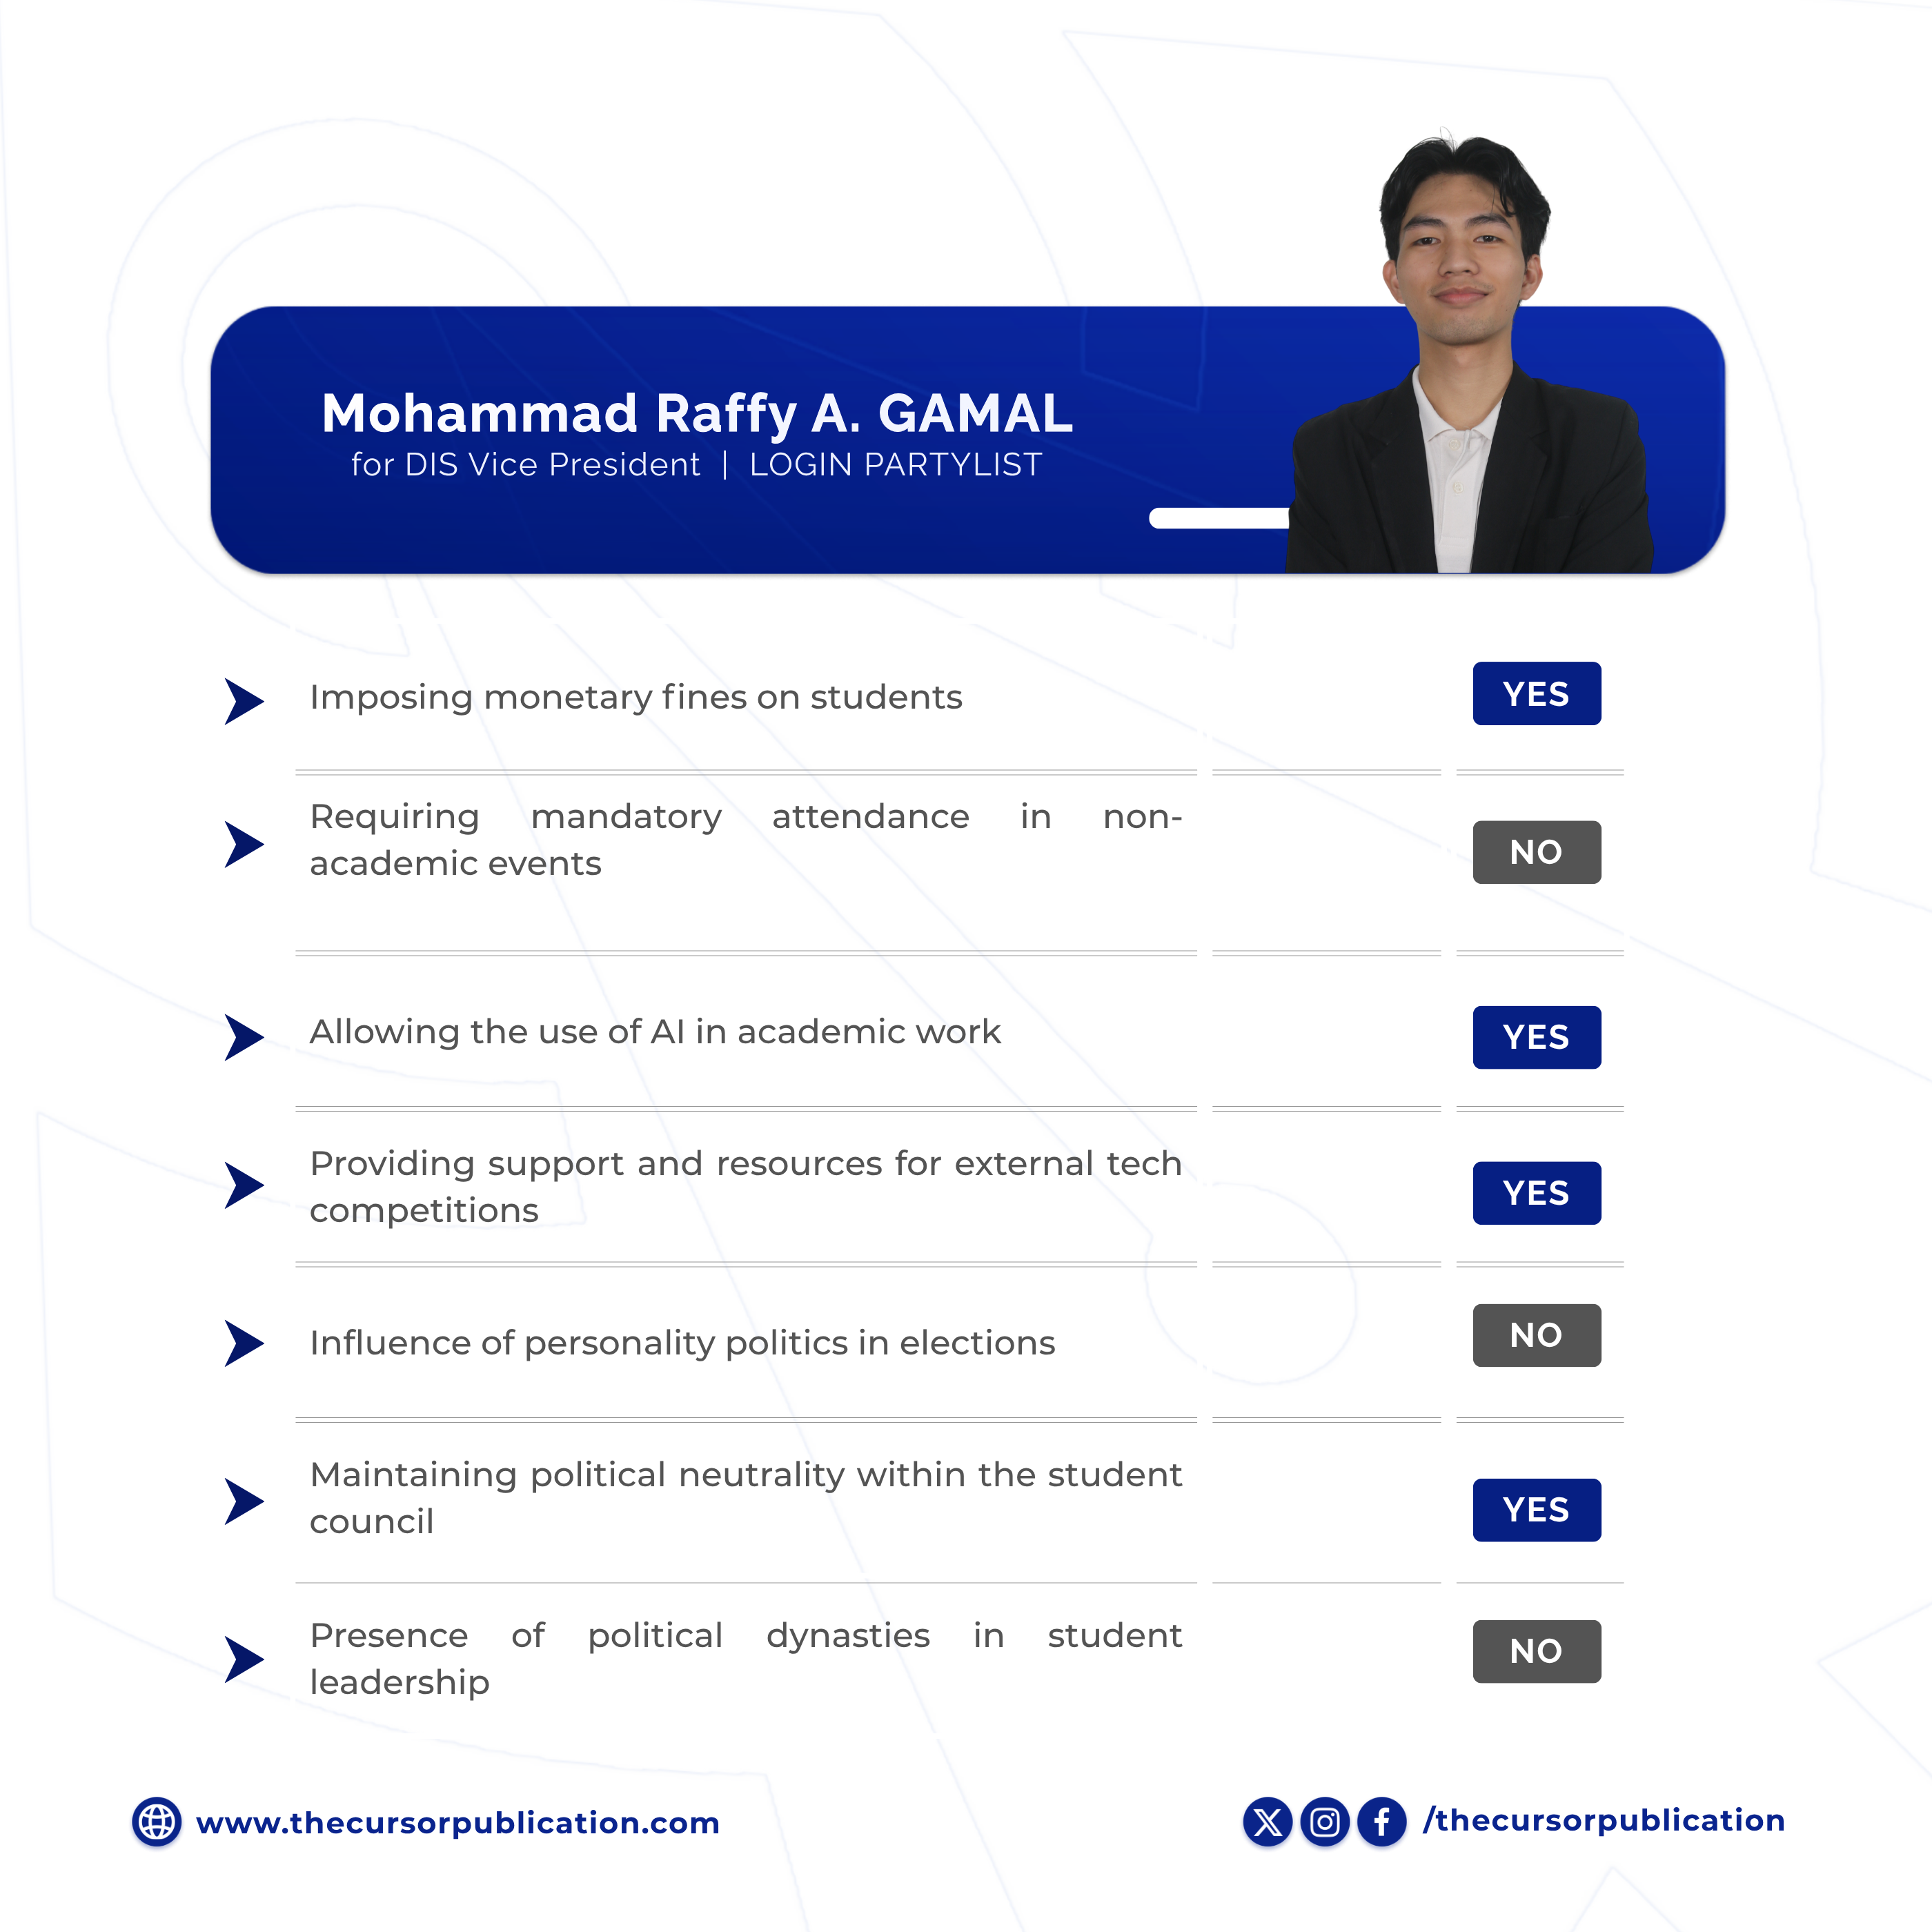 Mohammad Raffy A. GAMAL
for DIS Vice President | LOGIN PARTYLIST
Imposing monetary fines on students
YES
Requiring mandatory attendance in non-
academic events
NO
Allowing the use of AI in academic work
YES
Providing support and resources for external tech
competitions
YES
Influence of personality politics in elections
NO
Maintaining political neutrality within the student
council
YES
Presence of political dynasties in student
leadership
NO
www.thecursorpublication.com
/thecursorpublication